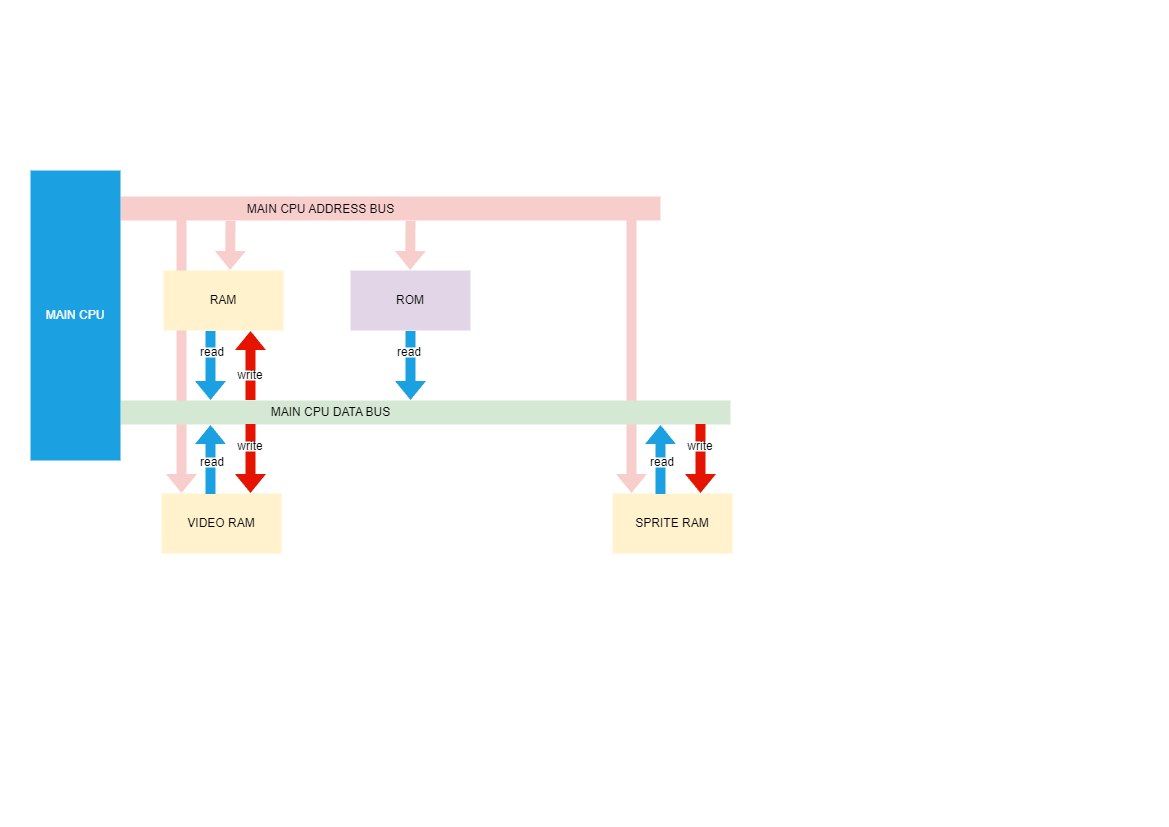 MAIN CPU ADDRESS BUS
RAM
ROM
MAIN CPU
read
read
write
MAIN CPU DATA BUS
write
write
read
read
VIDEO RAM
SPRITE RAM